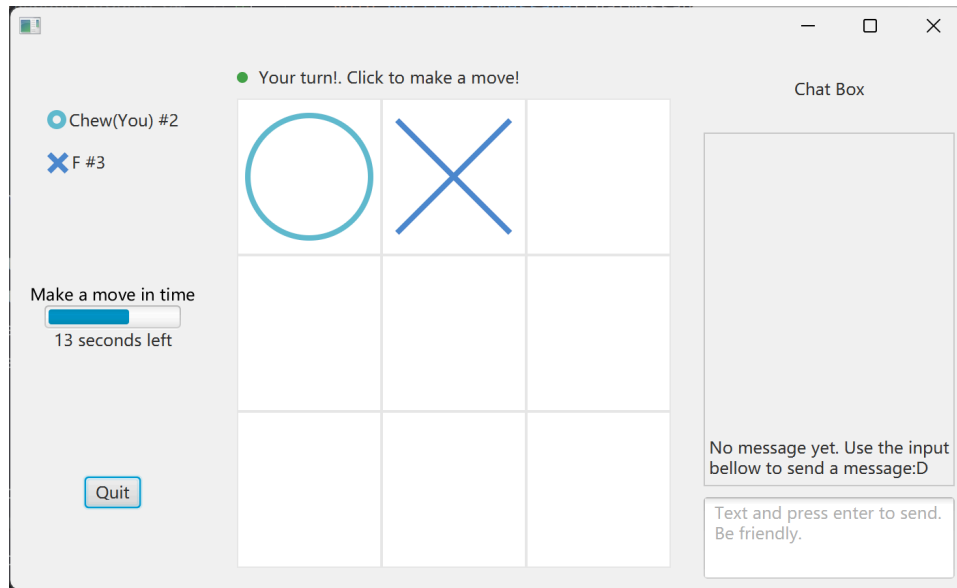 Your turn!. Click to make a move!
Chat Box
Chew(You) #2
F #3
Make a move in time
13 seconds left
No message yet. Use the input
bellow to send a message:D
Quit
Text and press enter to send.
Be friendly.